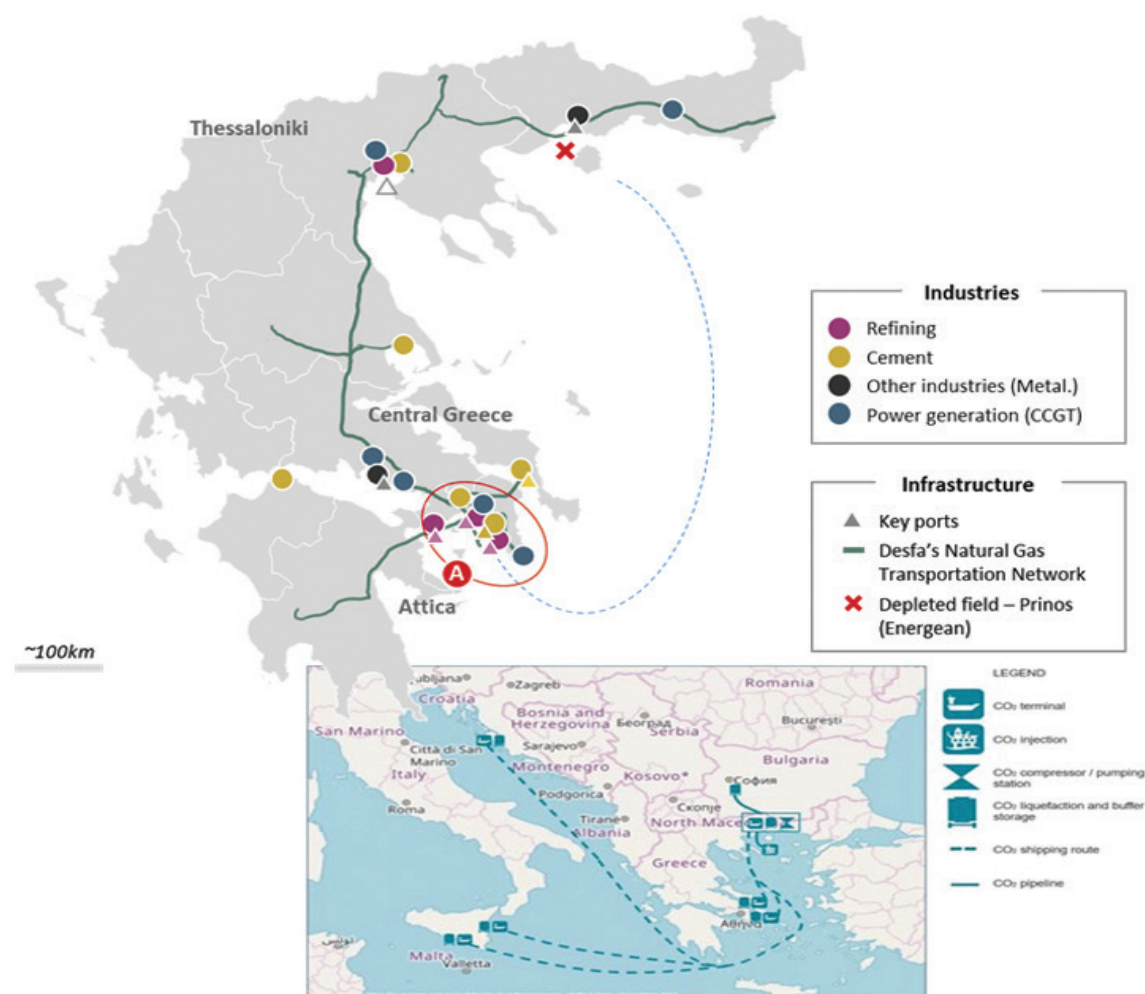 Thessaloniki
Central Greece
A
Attica
~100km
Industries
Refining
Cement
Other industries (Metal.)
Power generation (CCGT)
Infrastructure
Key ports
Desfa's Natural Gas
Transportation Network
Depleted field – Prinos
(Energean)
Ljubljana
Croatia
Zagreb
Romania
Bosnia and
Herzegovina
Београд
București
San Marino
Città di San
Marino
Sarajevo
Serbia
Bulgaria
Italy
Montenegro
Kosovo*
София
Podgorica
Roma
Скопје
Tirane
North Mace
Albania
Greece
Αθήνα
تونس
Malta
Valletta
LEGEND
CO₂ terminal
CO₂ injection
CO₂ compressor / pumping
station
CO₂ liquefaction and buffer
storage
CO₂ shipping route
CO₂ pipeline